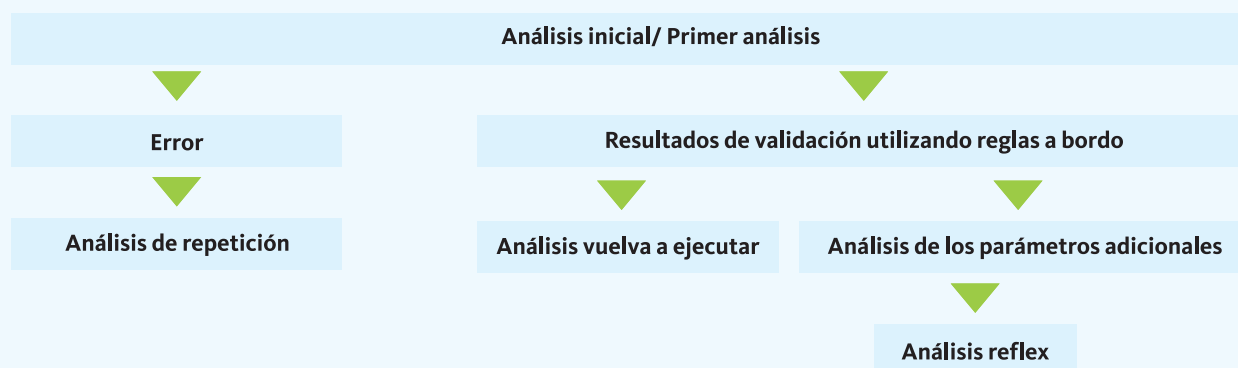 Análisis inicial/ Primer análisis
Error
Resultados de validación utilizando reglas a bordo
Análisis de repetición
Análisis vuelva a ejecutar
Análisis de los parámetros adicionales
Análisis reflex